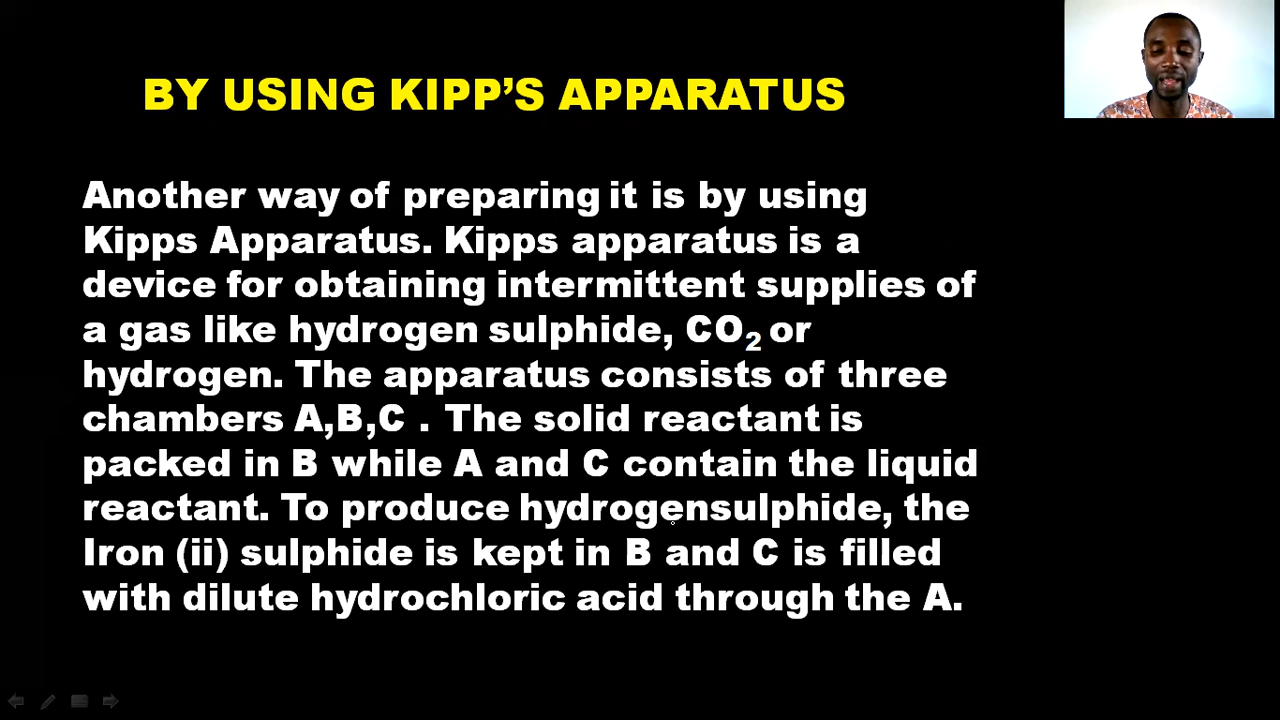 BY USING KIPP’S APPARATUS
Another way of preparing it is by using
Kipps Apparatus. Kipps apparatus is a
device for obtaining intermittent supplies of
a gas like hydrogen sulphide, CO₂ or
hydrogen. The apparatus consists of three
chambers A,B,C . The solid reactant is
packed in B while A and C contain the liquid
reactant. To produce hydrogensulphide, the
Iron (ii) sulphide is kept in B and C is filled
with dilute hydrochloric acid through the A.